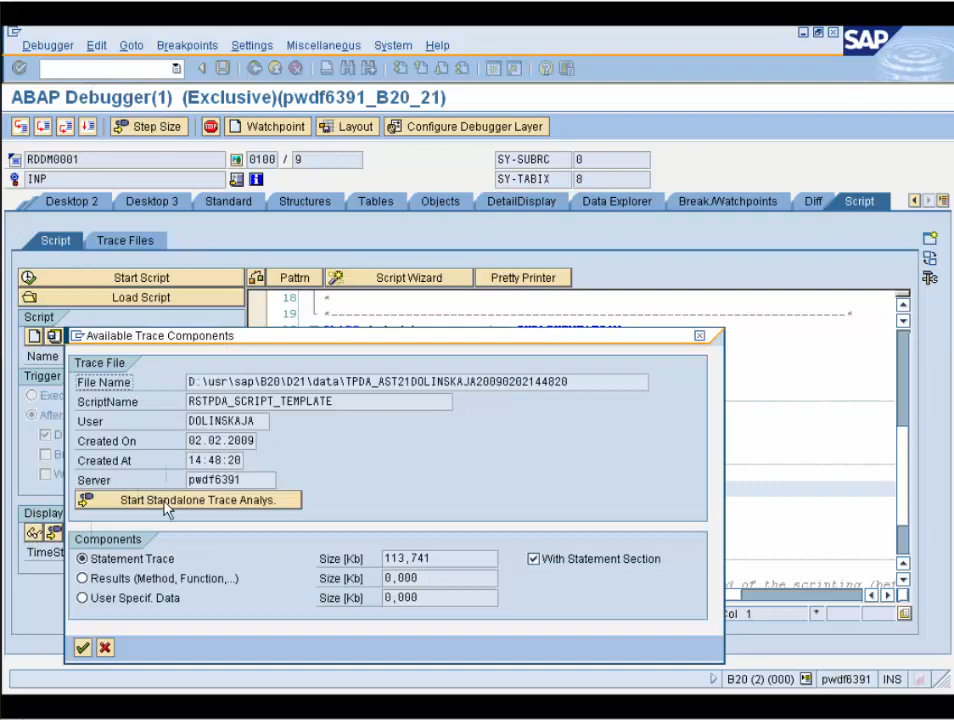 Debugger Edit Goto Breakpoints Settings Miscellaneous System Help
SAP
ABAP Debugger(1) (Exclusive)(pwdf6391_B20_21)
Step Size Watchpoint Layout Configure Debugger Layer
RDDM0001 0100 / 9 SY-SUBRC 0
INP SY-TABIX 8
Desktop 2 Desktop 3 Standard Structures Tables Objects DetailDisplay Data Explorer Break./Watchpoints Diff Script
Script Trace Files
Start Script Pattrn Script Wizard Pretty Printer
Load Script
18 *
Script 19 *---*
Available Trace Components
Name
Trace File
Trigger
File Name D:\usr\sap\B20\D21\data\TPDA_AST21DOLINSKAJA20090202144820
ScriptName RSTPDA_SCRIPT_TEMPLATE
After
User DOLINSKAJA
D
Created On 02.02.2009
Created At 14:48:20
Server pwdf6391
Start Standalone Trace Analys.
Display
Components
TimeSt
Statement Trace Size [Kb] 113,741 With Statement Section
Results (Method, Function,...) Size [Kb] 0,000
of the scripting
User Specif. Data Size [Kb] 0,000
Col 1 *
B20 (2) (000) pwdf6391 INS